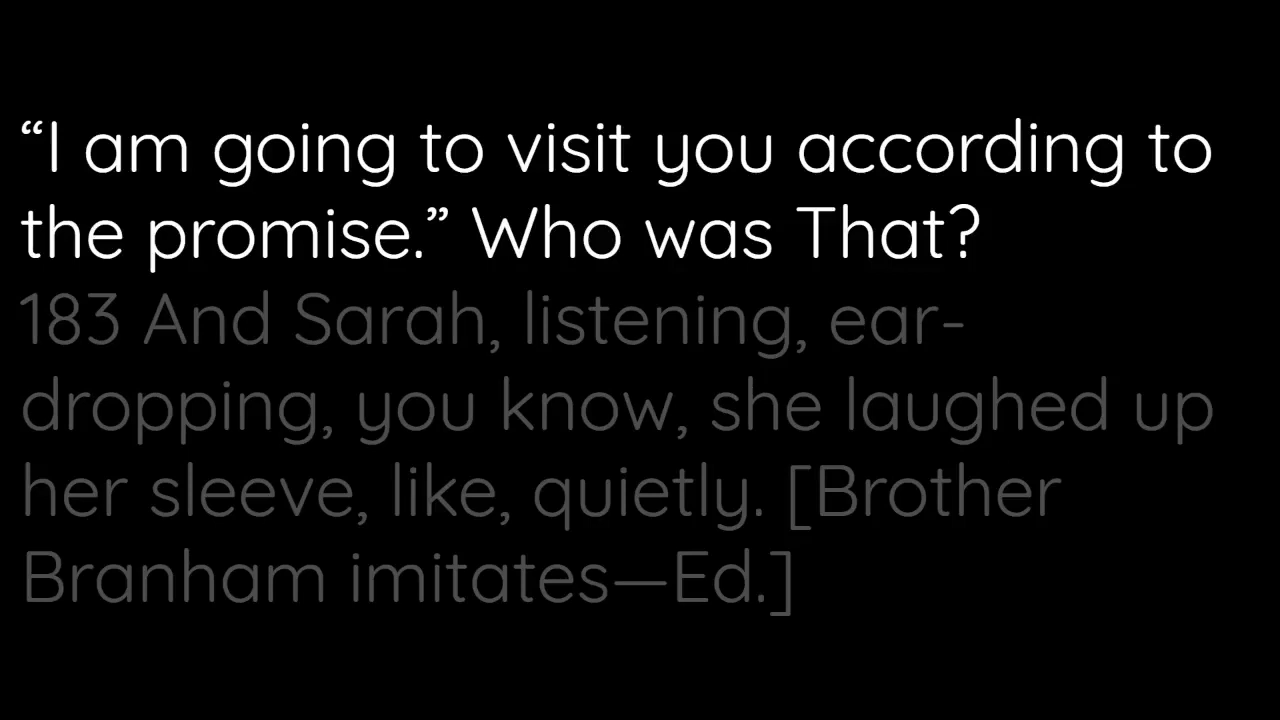 “I am going to visit you according to
the promise.” Who was That?
183 And Sarah, listening, ear-
dropping, you know, she laughed up
her sleeve, like, quietly. [Brother
Branham imitates—Ed.]